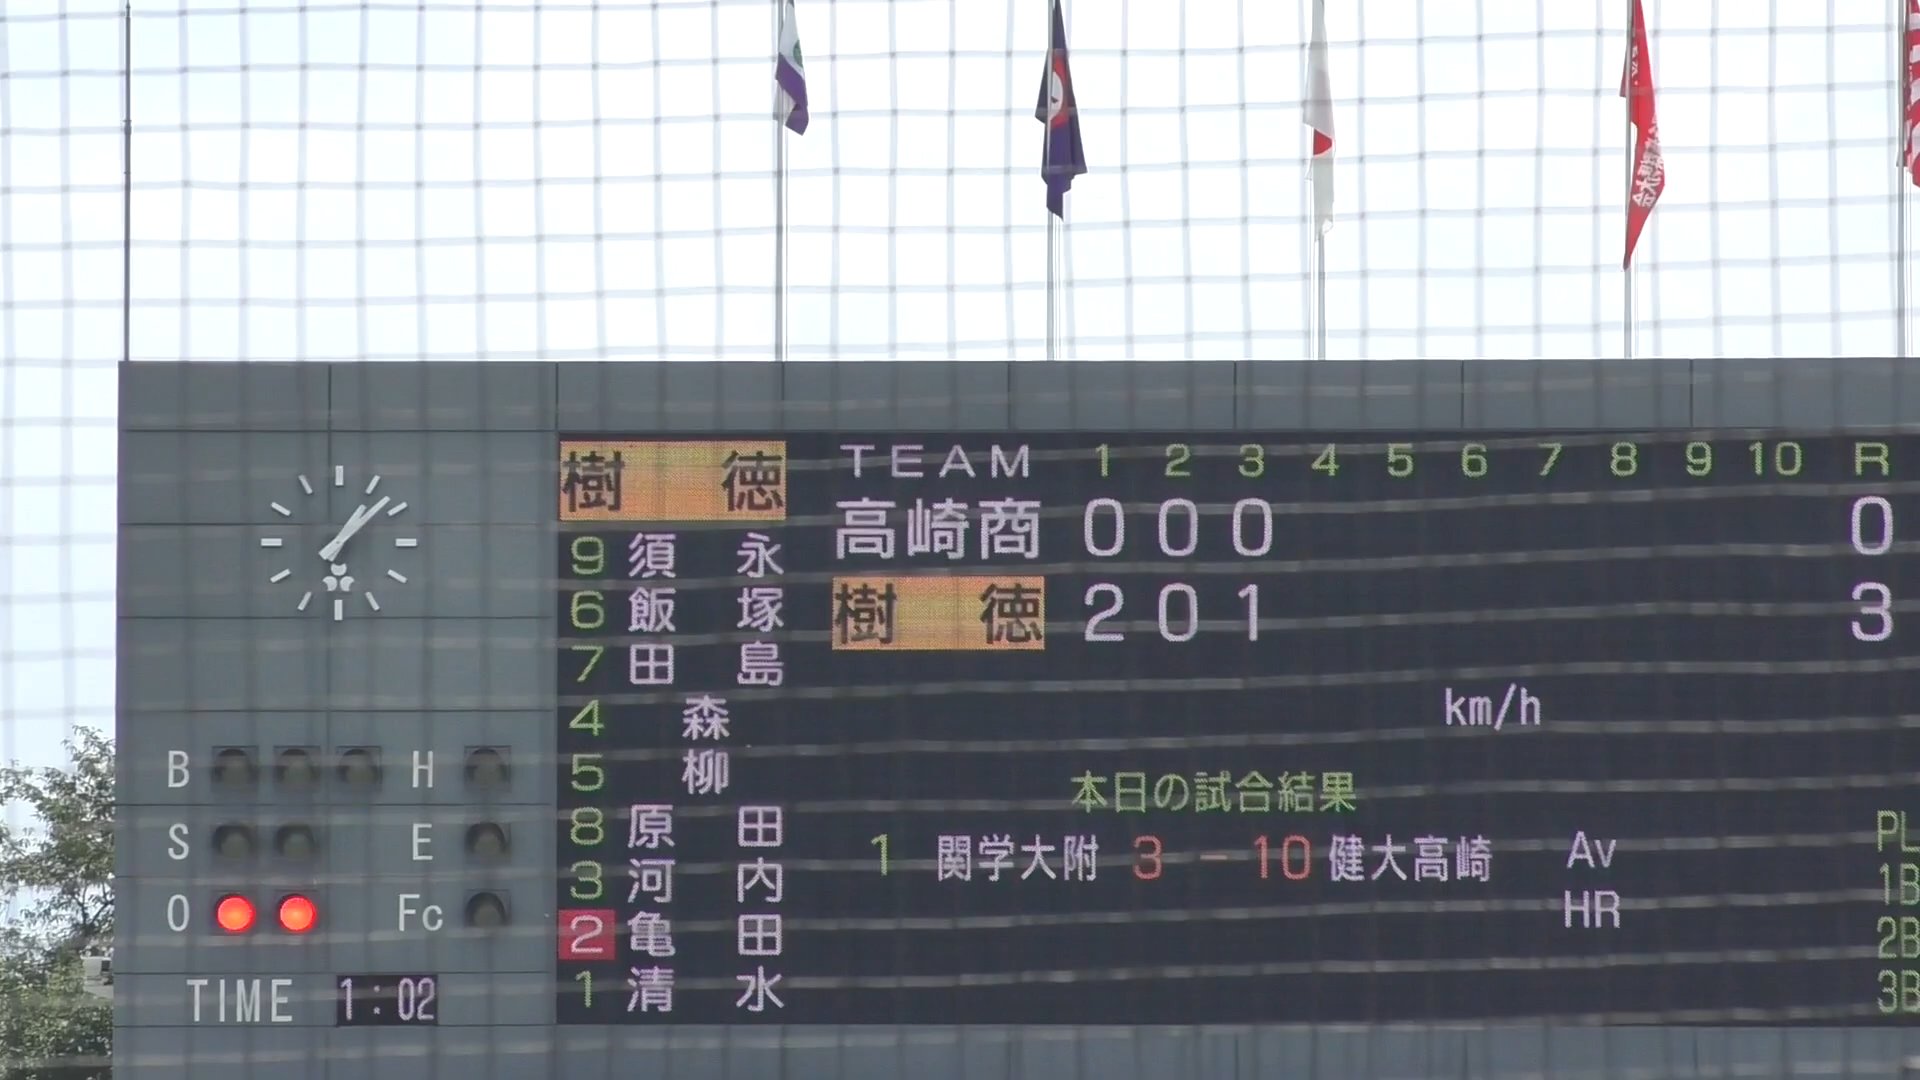 樹 徳 TEAM 1 2 3 4 5 6 7 8 9 10 R
高崎商 0 0 0 0
樹 徳 2 0 1 3
9 須 永
6 飯 塚
7 田 島
4 森
5 柳
8 原 田
3 河 内
2 亀 田
1 清 水
km/h
本日の試合結果
1 関学大附 3 - 10 健大高崎
Av
HR
PL
1B
2B
3B
B H
S E
O Fc
TIME 1:02